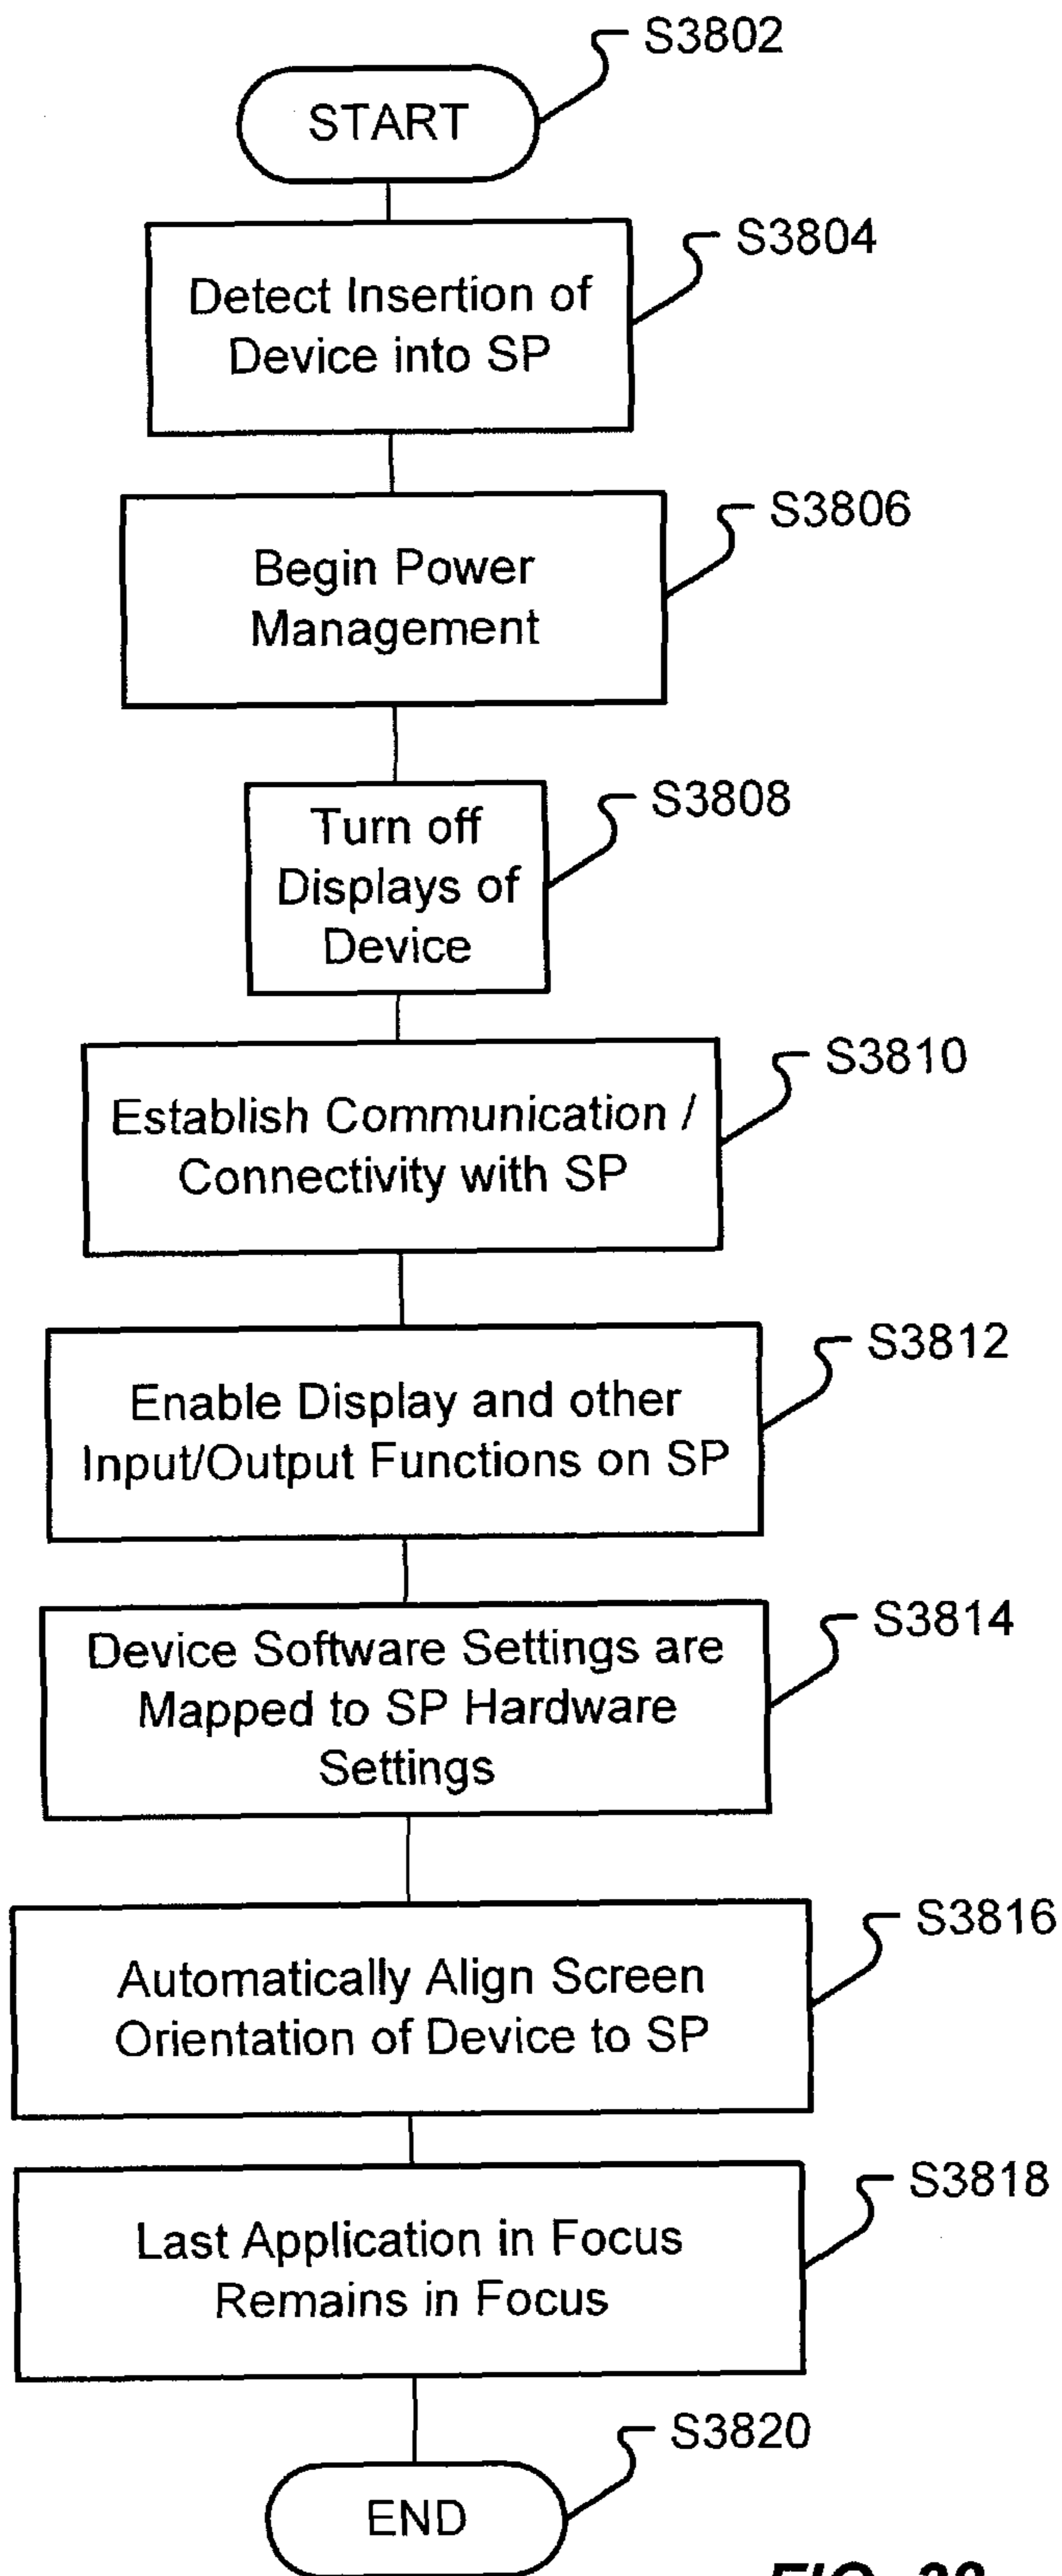 S3802
START
S3804
Detect Insertion of
Device into SP
S3806
Begin Power
Management
S3808
Turn off
Displays of
Device
S3810
Establish Communication /
Connectivity with SP
S3812
Enable Display and other
Input/Output Functions on SP
S3814
Device Software Settings are
Mapped to SP Hardware
Settings
S3816
Automatically Align Screen
Orientation of Device to SP
S3818
Last Application in Focus
Remains in Focus
S3820
END
FIG. 38